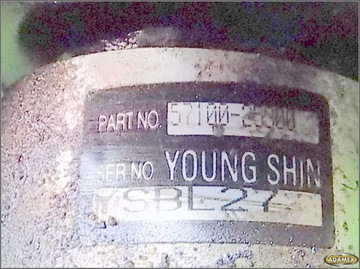 PART NO. 57100-25300
SER NO. YOUNG SHIN
YSBL27
ADAMEX